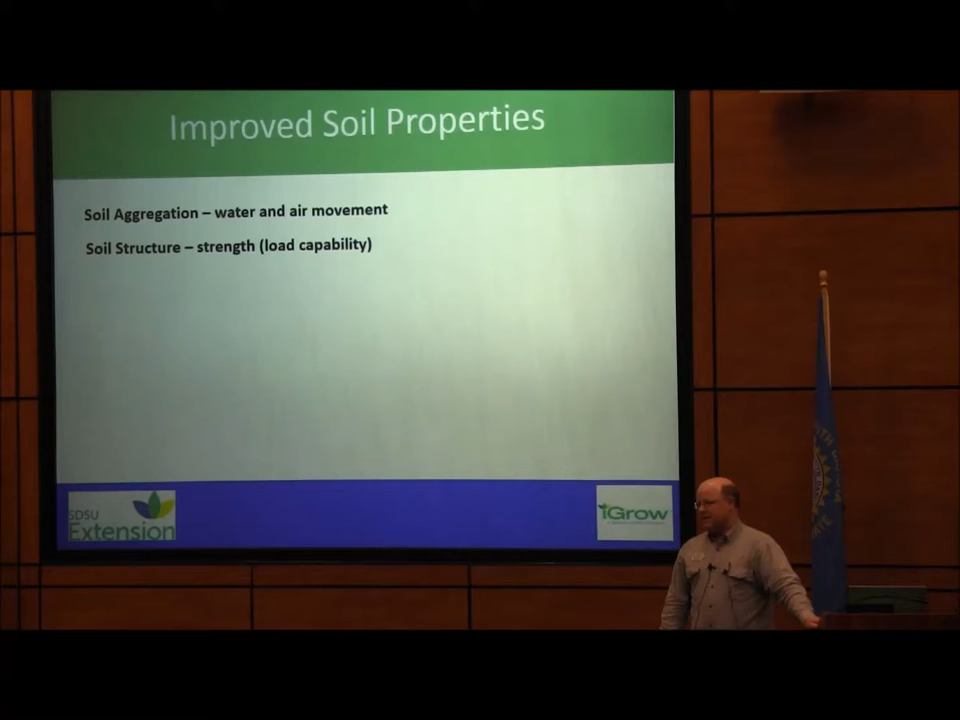 Improved Soil Properties
Soil Aggregation – water and air movement
Soil Structure – strength (load capability)
SDSU
Extension
iGrow